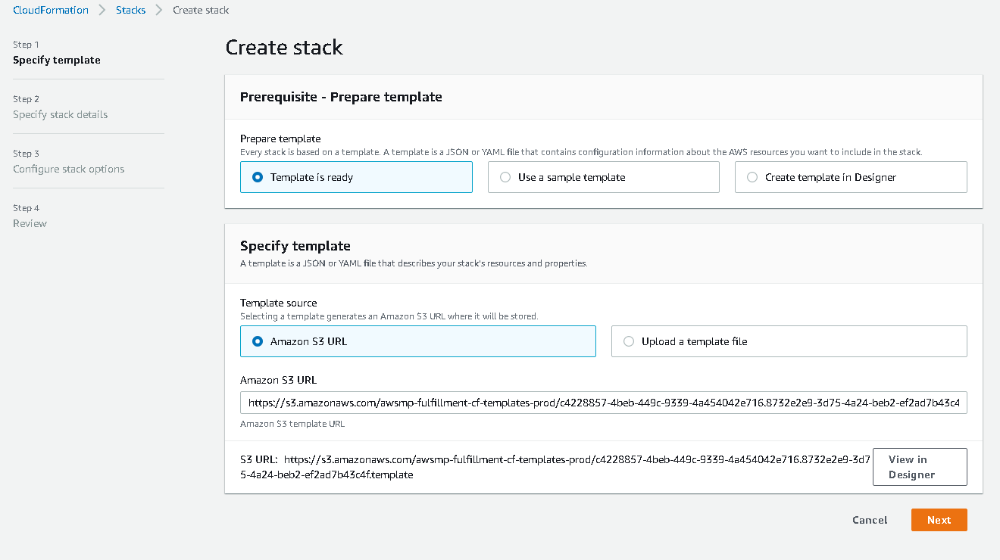 CloudFormation > Stacks > Create stack
Step 1
Specify template
Step 2
Specify stack details
Step 3
Configure stack options
Step 4
Review
Create stack
Prerequisite - Prepare template
Prepare template
Every stack is based on a template. A template is a JSON or YAML file that contains configuration information about the AWS resources you want to include in the stack.
Template is ready
Use a sample template
Create template in Designer
Specify template
A template is a JSON or YAML file that describes your stack's resources and properties.
Template source
Selecting a template generates an Amazon S3 URL where it will be stored.
Amazon S3 URL
Upload a template file
Amazon S3 URL
https://s3.amazonaws.com/awsmp-fulfillment-cf-templates-prod/c4228857-4beb-449c-9339-4a454042e716.8732e2e9-3d75-4a24-beb2-ef2ad7b43c4
Amazon S3 template URL
S3 URL: https://s3.amazonaws.com/awsmp-fulfillment-cf-templates-prod/c4228857-4beb-449c-9339-4a454042e716.8732e2e9-3d7
5-4a24-beb2-ef2ad7b43c4f.template
View in
Designer
Cancel
Next